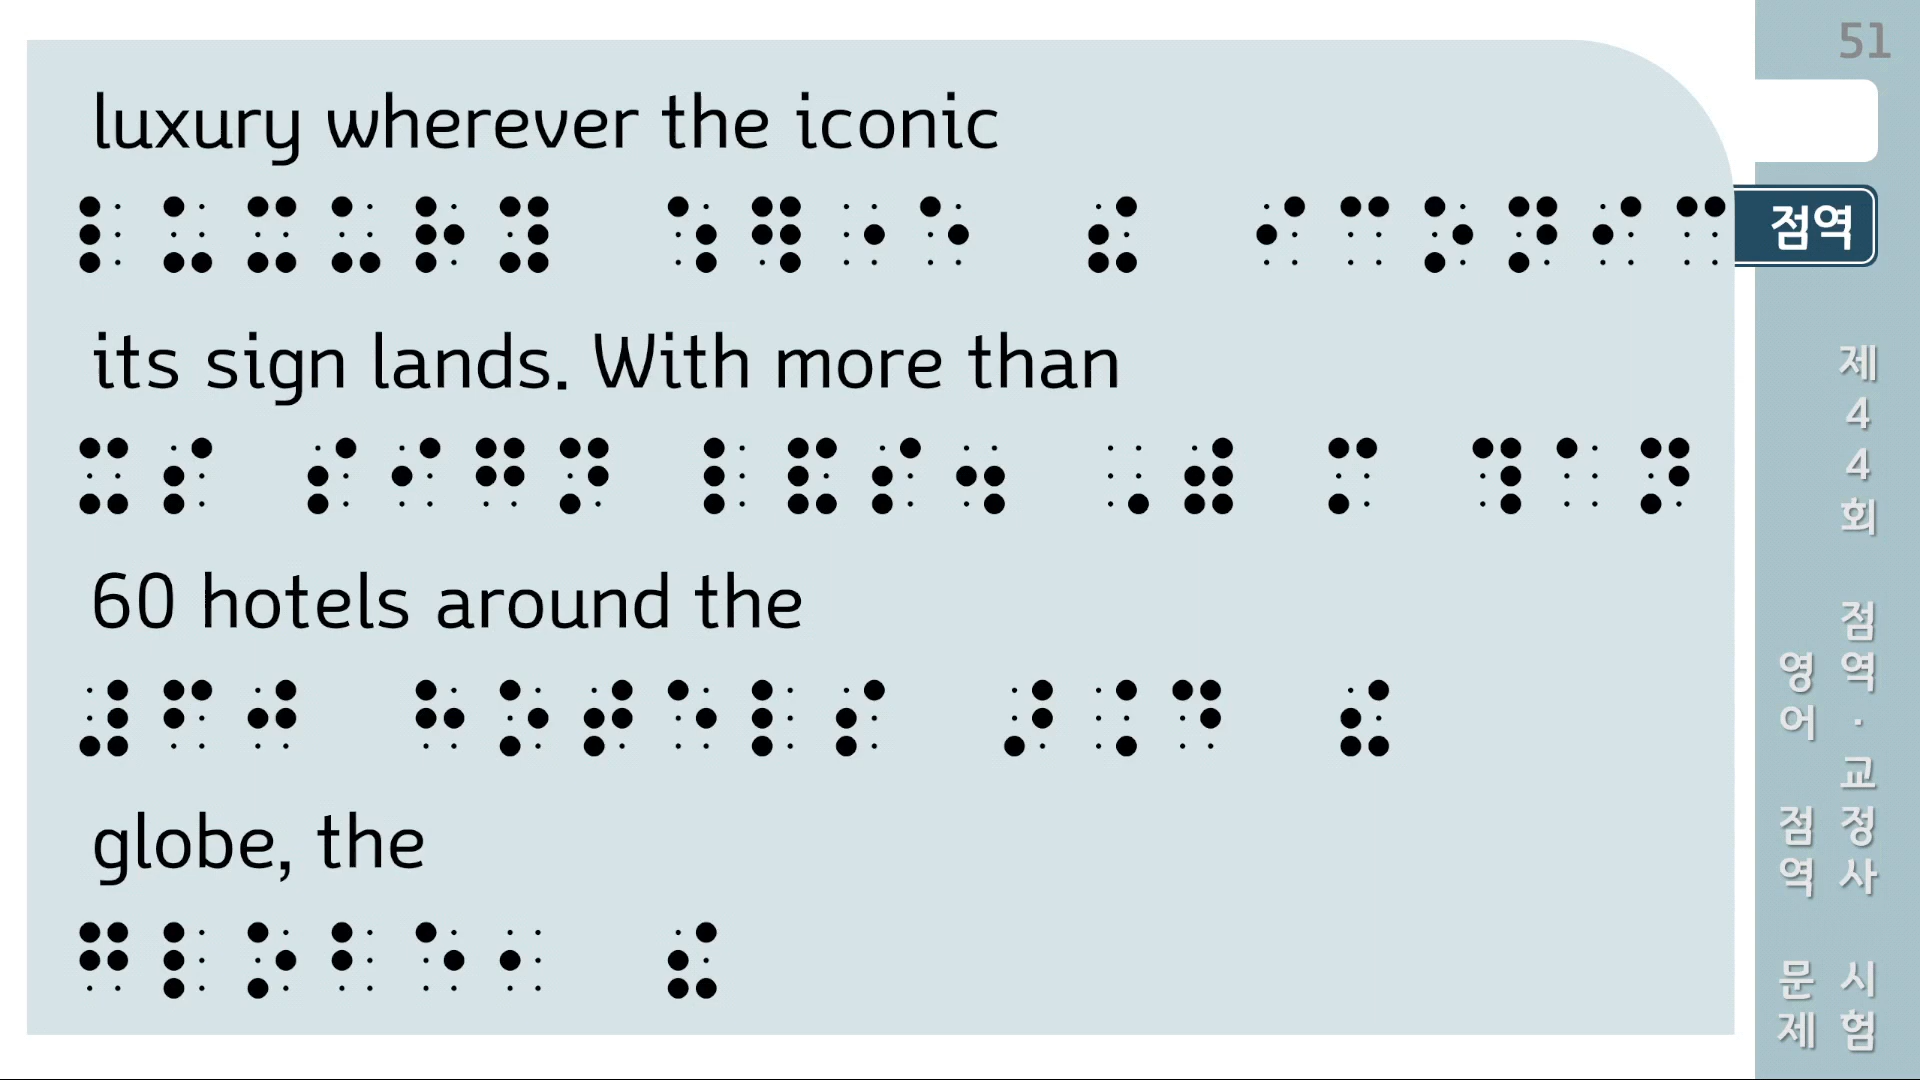 51
luxury wherever the iconic
⠇⠥⠭⠥⠗⠽ ⠱⠻⠐⠑ ⠮ ⠊⠉⠕⠝⠊⠉
점역
its sign lands. With more than
⠭⠎ ⠎⠊⠛⠝ ⠇⠯⠎⠲ ⠠⠾ ⠍ ⠹⠁⠝
60 hotels around the
⠼⠋⠚ ⠓⠕⠞⠑⠇⠎ ⠜⠨⠙ ⠮
globe, the
⠛⠇⠕⠃⠑⠂ ⠮
제44회 점역·교정사 시험
영어 점역 문제